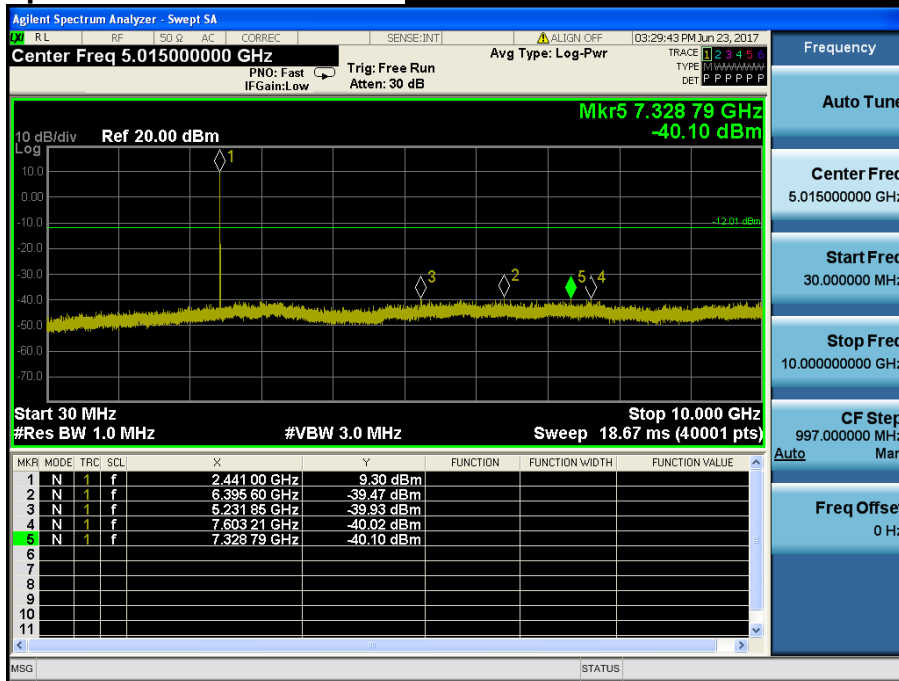 Agilent Spectrum Analyzer - Swept SA
LXI RL RF 50 Ω AC CORREC SENSE:INT ALIGN OFF 03:29:43 PM Jun 23, 2017
Center Freq 5.015000000 GHz
PNO: Fast
IFGain:Low
Trig: Free Run
Atten: 30 dB
Avg Type: Log-Pwr
TRACE 1 2 3 4 5 6
TYPE M
DET P P P P P P
Frequency
Mkr5 7.328 79 GHz
-40.10 dBm
10 dB/div Ref 20.00 dBm
Log
10.0
0.00
-10.0
-20.0
-30.0
-40.0
-50.0
-60.0
-70.0
1
3
2
5
4
-12.01 dBm
Start 30 MHz Stop 10.000 GHz
#Res BW 1.0 MHz #VBW 3.0 MHz Sweep 18.67 ms (40001 pts)
MKR MODE TRC SCL X Y FUNCTION FUNCTION WIDTH FUNCTION VALUE
1 N 1 f 2.441 00 GHz 9.30 dBm
2 N 1 f 6.395 60 GHz -39.47 dBm
3 N 1 f 5.231 85 GHz -39.93 dBm
4 N 1 f 7.603 21 GHz -40.02 dBm
5 N 1 f 7.328 79 GHz -40.10 dBm
6
7
8
9
10
11
MSG STATUS
Auto Tune
Center Freq
5.015000000 GHz
Start Freq
30.000000 MHz
Stop Freq
10.000000000 GHz
CF Step
997.000000 MHz
Auto Man
Freq Offset
0 Hz